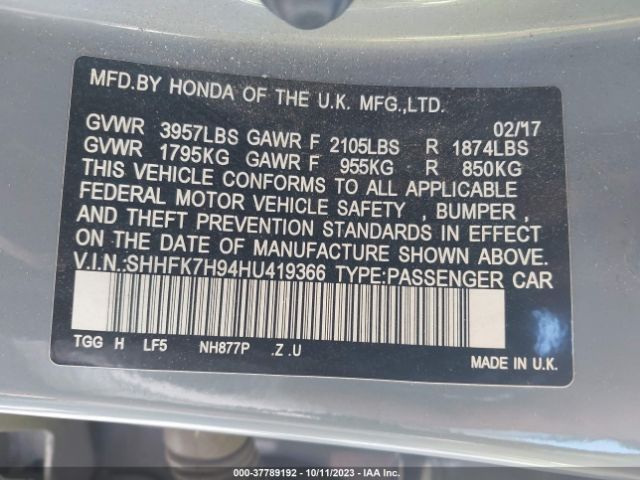 MFD.BY HONDA OF THE U.K. MFG.,LTD.
02/'17
GVWR 3957LBS GAWR F 2105LBS R 1874LBS
GVWR 1795KG GAWR F 955KG R 850KG
THIS VEHICLE CONFORMS TO ALL APPLICABLE
FEDERAL MOTOR VEHICLE SAFETY , BUMPER ,
AND THEFT PREVENTION STANDARDS IN EFFECT
ON THE DATE OF MANUFACTURE SHOWN ABOVE.
V.I.N.:SHHFK7H94HU419366 TYPE:PASSENGER CAR
TGG H LF5 NH877P .Z .U
MADE IN U.K.
000-37789192 - 10/11/2023 - Copart, IAA Inc.